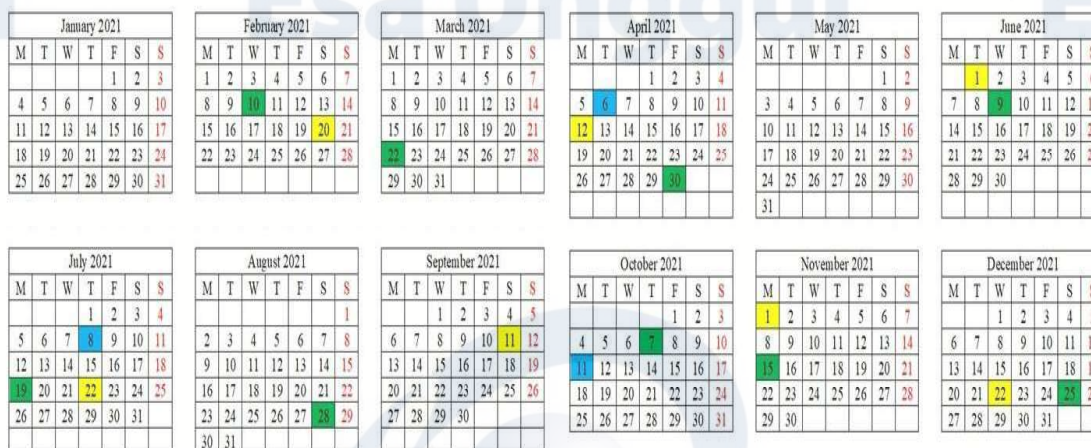 Esa Unggul
January 2021
M T W T F S S
1 2 3
4 5 6 7 8 9 10
11 12 13 14 15 16 17
18 19 20 21 22 23 24
25 26 27 28 29 30 31
February 2021
M T W T F S S
1 2 3 4 5 6 7
8 9 10 11 12 13 14
15 16 17 18 19 20 21
22 23 24 25 26 27 28
March 2021
M T W T F S S
1 2 3 4 5 6 7
8 9 10 11 12 13 14
15 16 17 18 19 20 21
22 23 24 25 26 27 28
29 30 31
April 2021
M T W T F S S
1 2 3 4
5 6 7 8 9 10 11
12 13 14 15 16 17 18
19 20 21 22 23 24 25
26 27 28 29 30
May 2021
M T W T F S S
1 2
3 4 5 6 7 8 9
10 11 12 13 14 15 16
17 18 19 20 21 22 23
24 25 26 27 28 29 30
31
June 2021
M T W T F S
1 2 3 4 5
7 8 9 10 11 12
14 15 16 17 18 19
21 22 23 24 25 26
28 29 30
July 2021
M T W T F S S
1 2 3 4
5 6 7 8 9 10 11
12 13 14 15 16 17 18
19 20 21 22 23 24 25
26 27 28 29 30 31
August 2021
M T W T F S S
1
2 3 4 5 6 7 8
9 10 11 12 13 14 15
16 17 18 19 20 21 22
23 24 25 26 27 28 29
30 31
September 2021
M T W T F S S
1 2 3 4 5
6 7 8 9 10 11 12
13 14 15 16 17 18 19
20 21 22 23 24 25 26
27 28 29 30
October 2021
M T W T F S S
1 2 3
4 5 6 7 8 9 10
11 12 13 14 15 16 17
18 19 20 21 22 23 24
25 26 27 28 29 30 31
November 2021
M T W T F S S
1 2 3 4 5 6 7
8 9 10 11 12 13 14
15 16 17 18 19 20 21
22 23 24 25 26 27 28
29 30
December 2021
M T W T F S
1 2 3 4
6 7 8 9 10 11
13 14 15 16 17 18
20 21 22 23 24 25
27 28 29 30 31